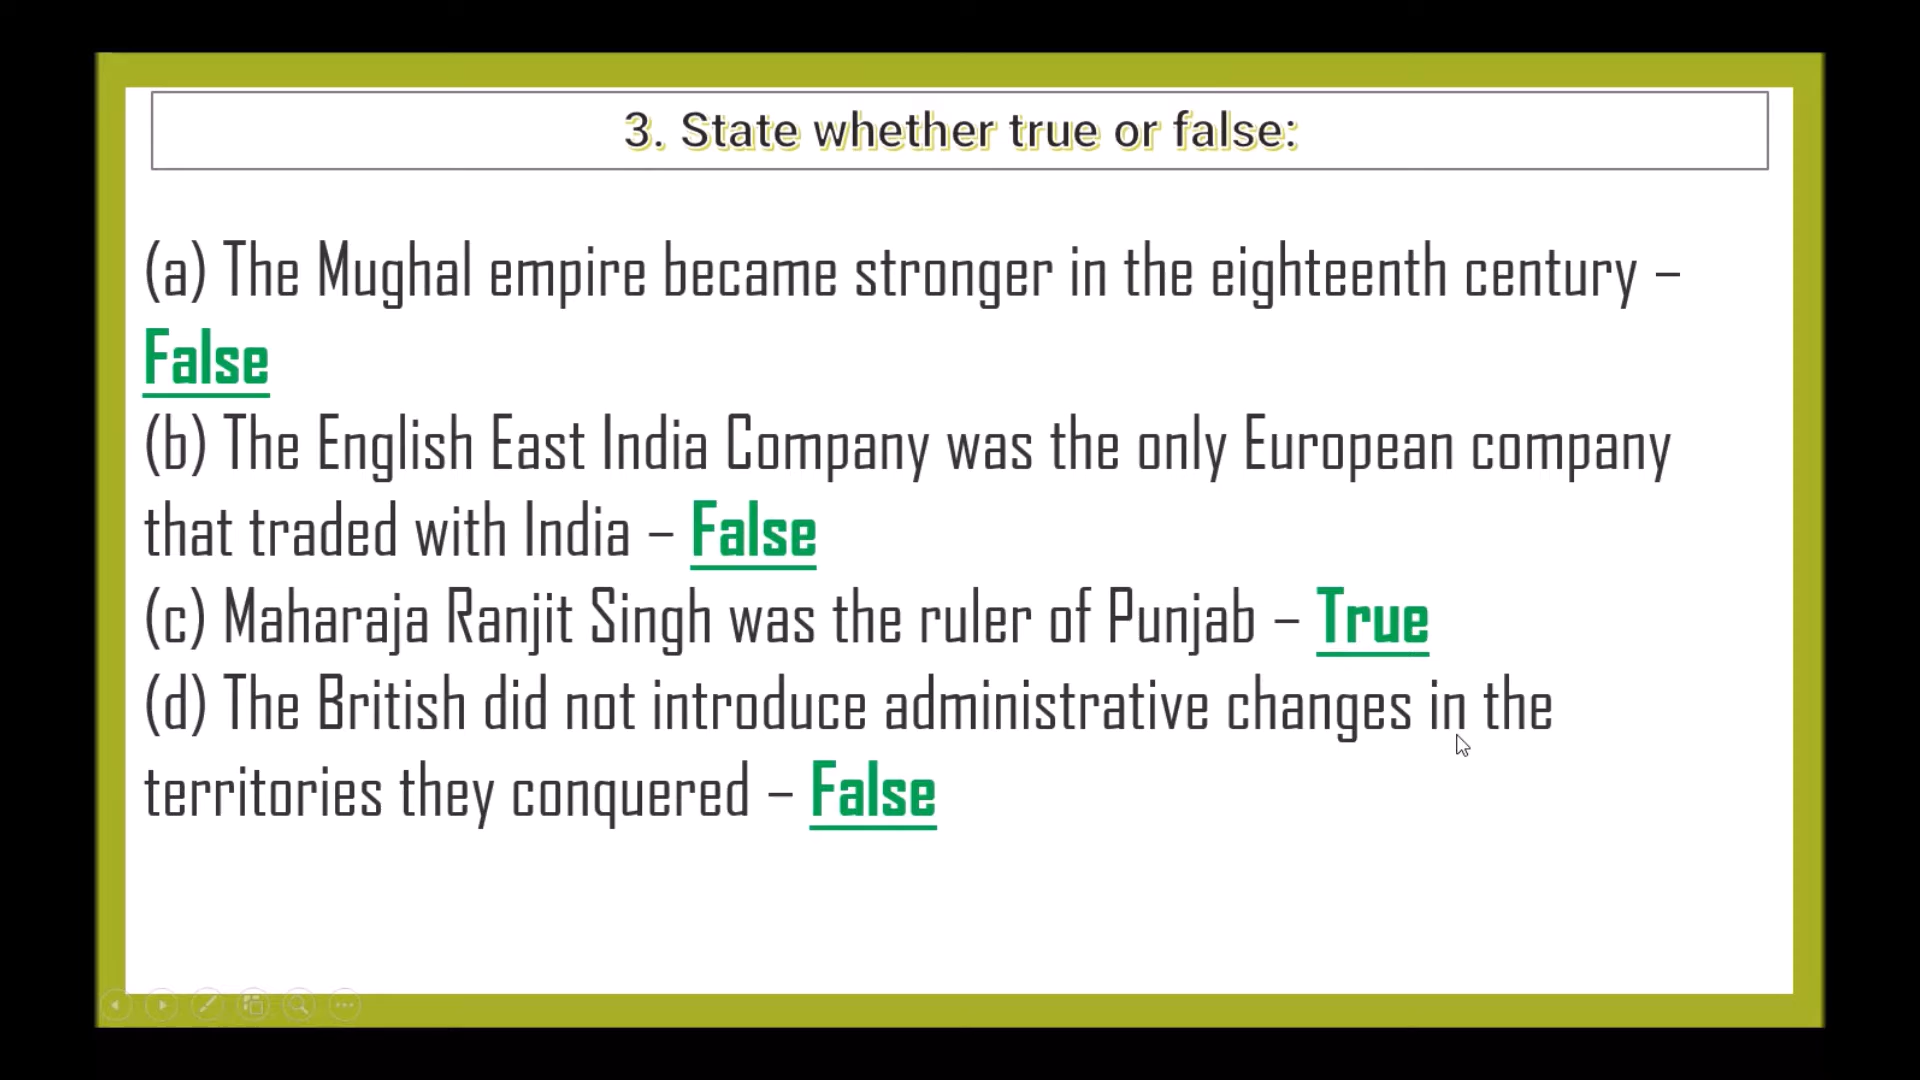 3. State whether true or false:
(a) The Mughal empire became stronger in the eighteenth century –
False
(b) The English East India Company was the only European company
that traded with India – False
(c) Maharaja Ranjit Singh was the ruler of Punjab – True
(d) The British did not introduce administrative changes in the
territories they conquered – False